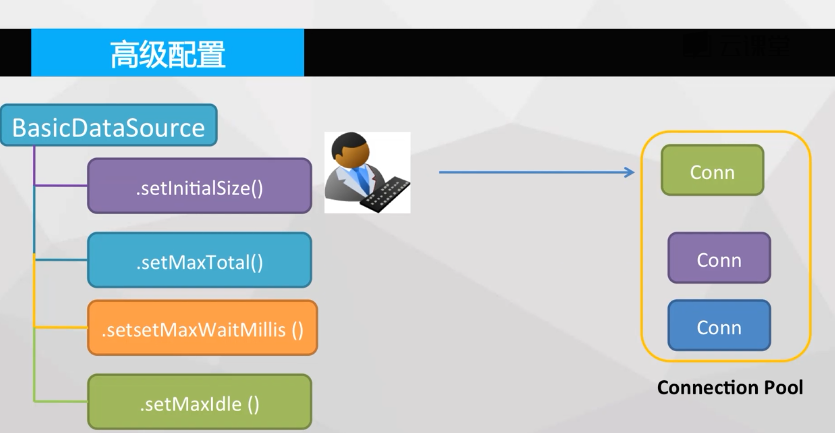 高级配置
BasicDataSource
.setInitialSize()
.setMaxTotal()
.setsetMaxWaitMillis ()
.setMaxIdle ()
Conn
Conn
Conn
Connection Pool